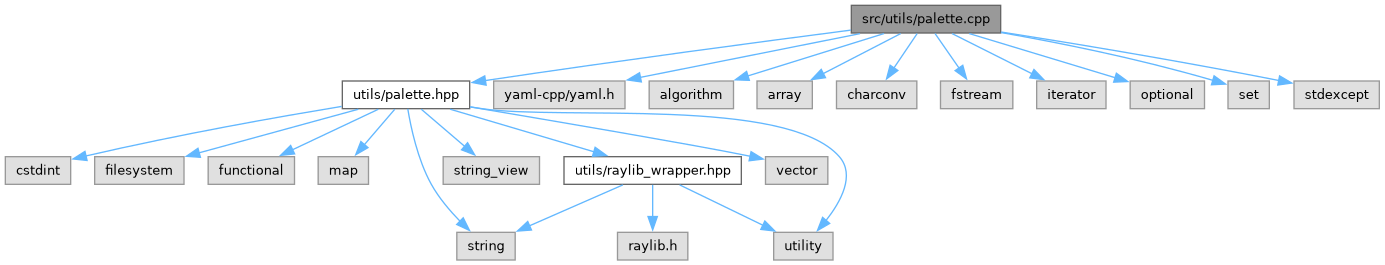 src/utils/palette.cpp
utils/palette.hpp
yaml-cpp/yaml.h
algorithm
array
charconv
fstream
iterator
optional
set
stdexcept
cstdint
filesystem
functional
map
string_view
utils/raylib_wrapper.hpp
vector
string
raylib.h
utility